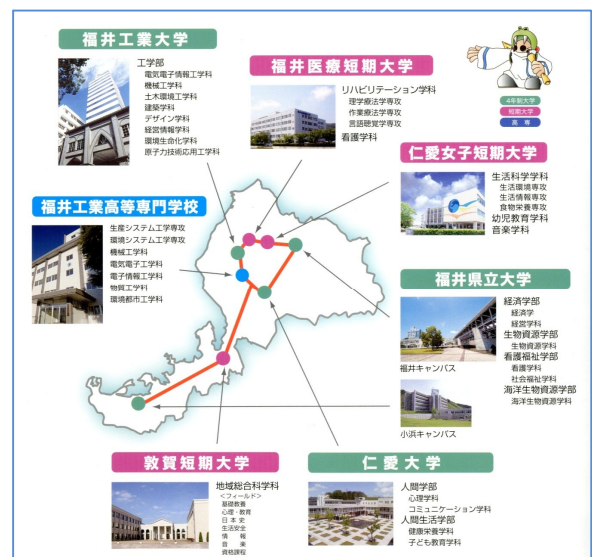 福井工業大学
工学部
電気電子情報工学科
機械工学科
土木環境工学科
建築学科
デザイン学科
経営情報学科
環境生命化学科
原子力技術応用工学科
福井医療短期大学
リハビリテーション学科
理学療法学専攻
作業療法学専攻
言語聴覚学専攻
看護学科
4年制大学
短期大学
高専
仁愛女子短期大学
生活科学学科
生活環境専攻
生活情報専攻
食物栄養専攻
幼児教育学科
音楽学科
福井工業高等専門学校
生産システム工学専攻
環境システム工学専攻
機械工学科
電気電子工学科
電子情報工学科
物質工学科
環境都市工学科
福井県立大学
経済学部
経済学
経営学科
生物資源学部
生物資源学科
看護福祉学部
看護学科
社会福祉学科
海洋生物資源学部
海洋生物資源学科
福井キャンパス
小浜キャンパス
敦賀短期大学
地域総合科学科
<フィールド>
基礎教養
心理・教育
日本史
生活安全
情報
音楽
資格課程
仁愛大学
人間学部
心理学科
コミュニケーション学科
人間生活学部
健康栄養学科
子ども教育学科